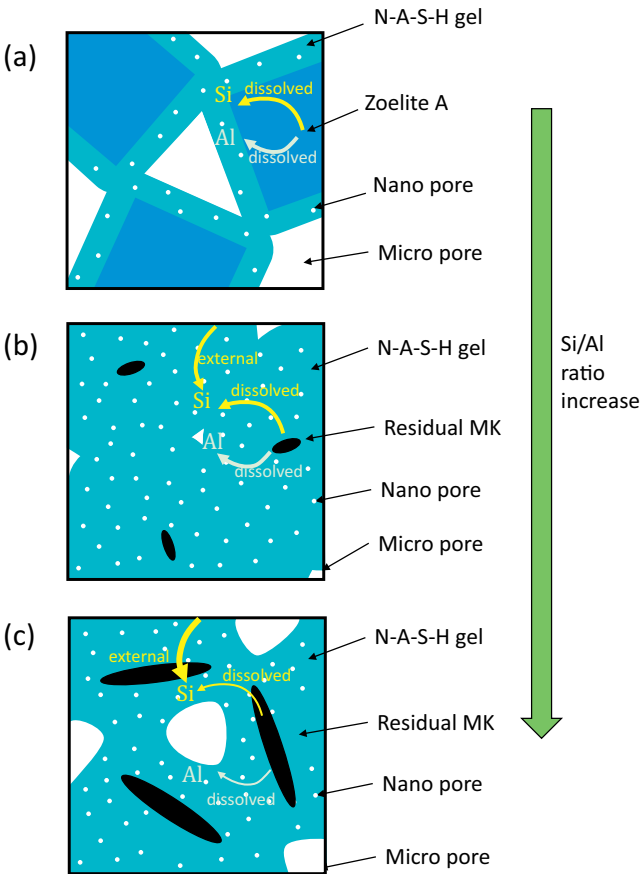 (a)
N-A-S-H gel
dissolved
Si
Al
dissolved
Zoelite A
Nano pore
Micro pore
(b)
external
Si
dissolved
Al
dissolved
N-A-S-H gel
Residual MK
Nano pore
Micro pore
(c)
external
Si
dissolved
Al
dissolved
N-A-S-H gel
Residual MK
Nano pore
Micro pore
Si/Al
ratio
increase